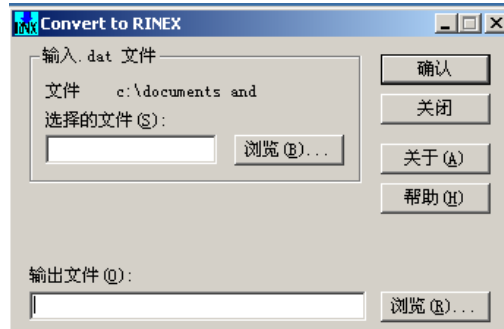 Convert to RINEX
输入.dat 文件
文件 c:\documents and
选择的文件(S):
浏览(B)...
确认
关闭
关于(A)
帮助(H)
输出文件(O):
浏览(R)...